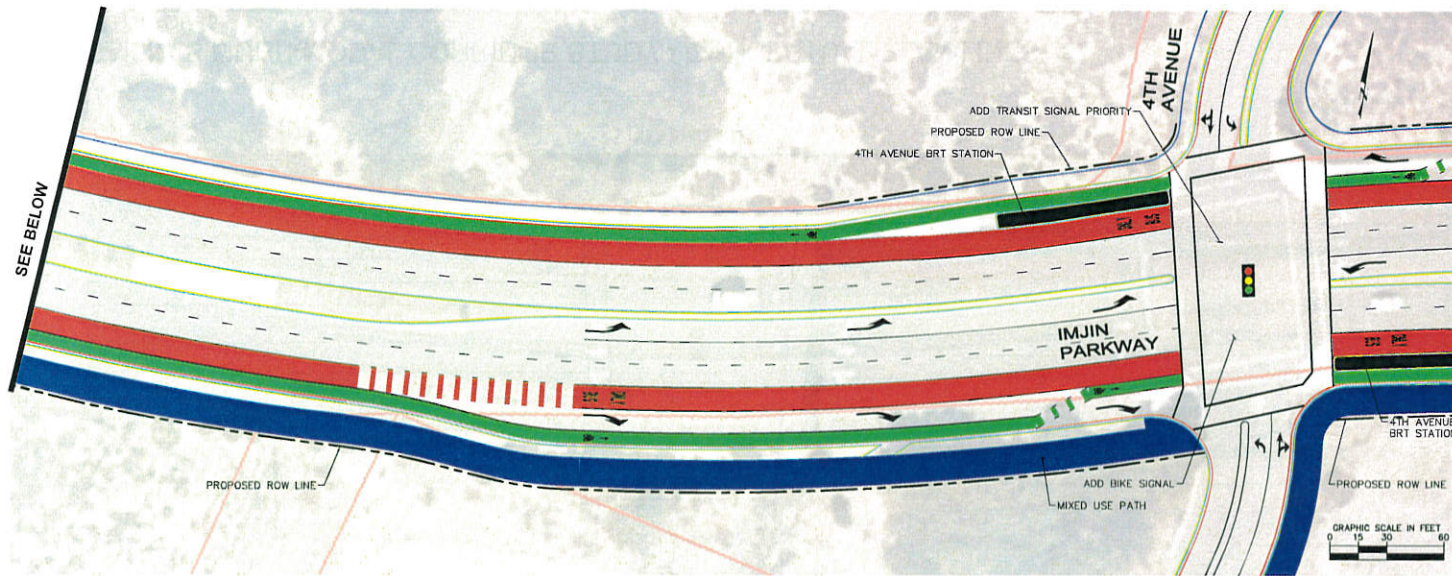 SEE BELOW
4TH
AVENUE
ADD TRANSIT SIGNAL PRIORITY
PROPOSED ROW LINE
4TH AVENUE BRT STATION
IMJIN
PARKWAY
4TH AVENUE
BRT STATION
PROPOSED ROW LINE
ADD BIKE SIGNAL
MIXED USE PATH
PROPOSED ROW LINE
GRAPHIC SCALE IN FEET
0 15 30 60